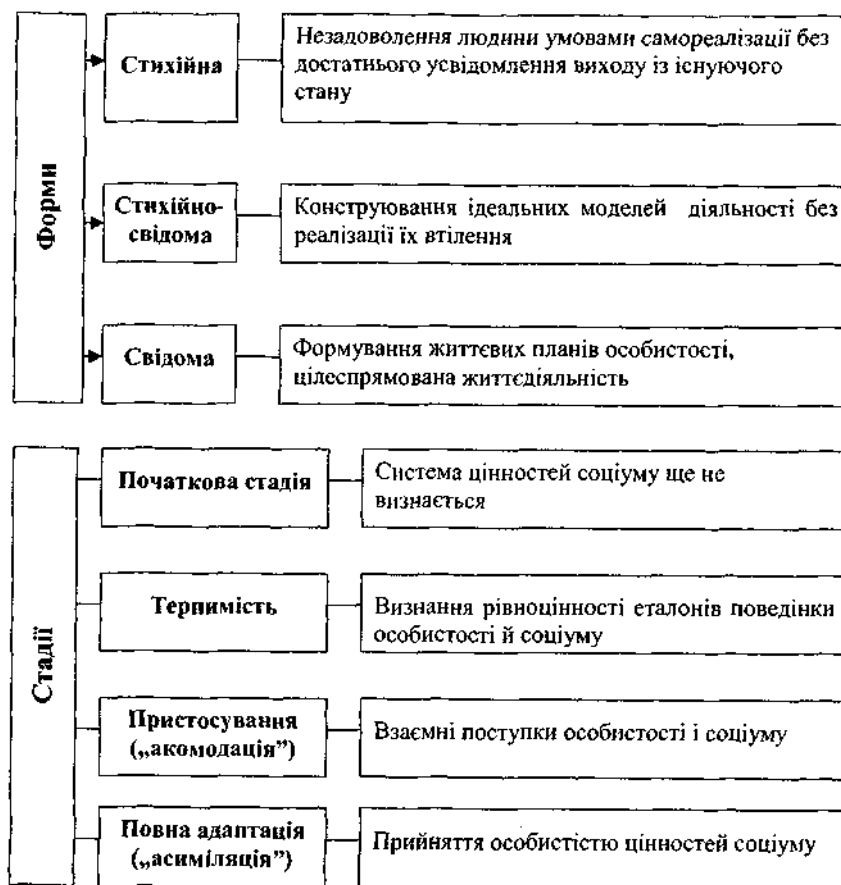 Форми
Стихійна
Незадоволення людини умовами самореалізації без
достатнього усвідомлення виходу із існуючого
стану
Стихійно-
свідома
Конструювання ідеальних моделей діяльності без
реалізації їх втілення
Свідома
Формування життєвих планів особистості,
цілеспрямована життєдіяльність
Стадії
Початкова стадія
Система цінностей соціуму ще не
визнається
Терпимість
Визнання рівноцінності еталонів поведінки
особистості й соціуму
Пристосування
(„акомодація”)
Взаємні поступки особистості і соціуму
Повна адаптація
(„асиміляція”)
Прийняття особистістю цінностей соціуму